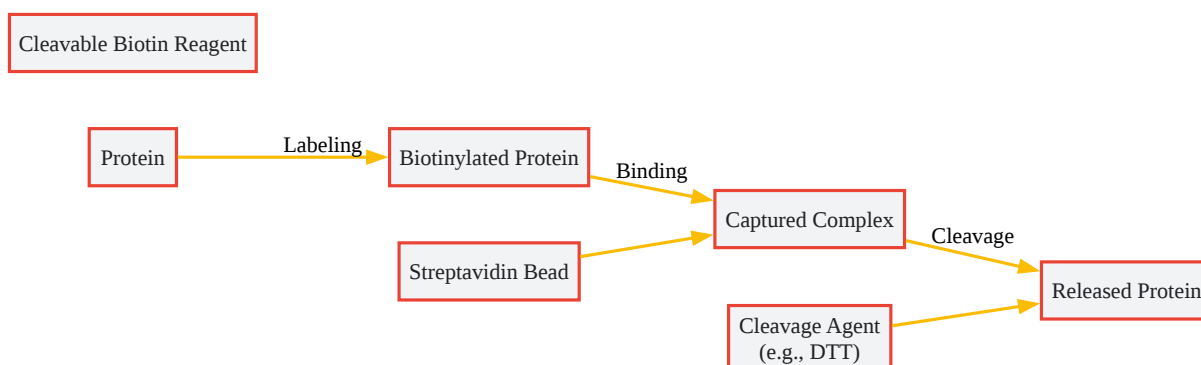 Cleavable Biotin Reagent
Protein
Labeling
Biotinylated Protein
Binding
Streptavidin Bead
Captured Complex
Cleavage
Cleavage Agent
(e.g., DTT)
Released Protein